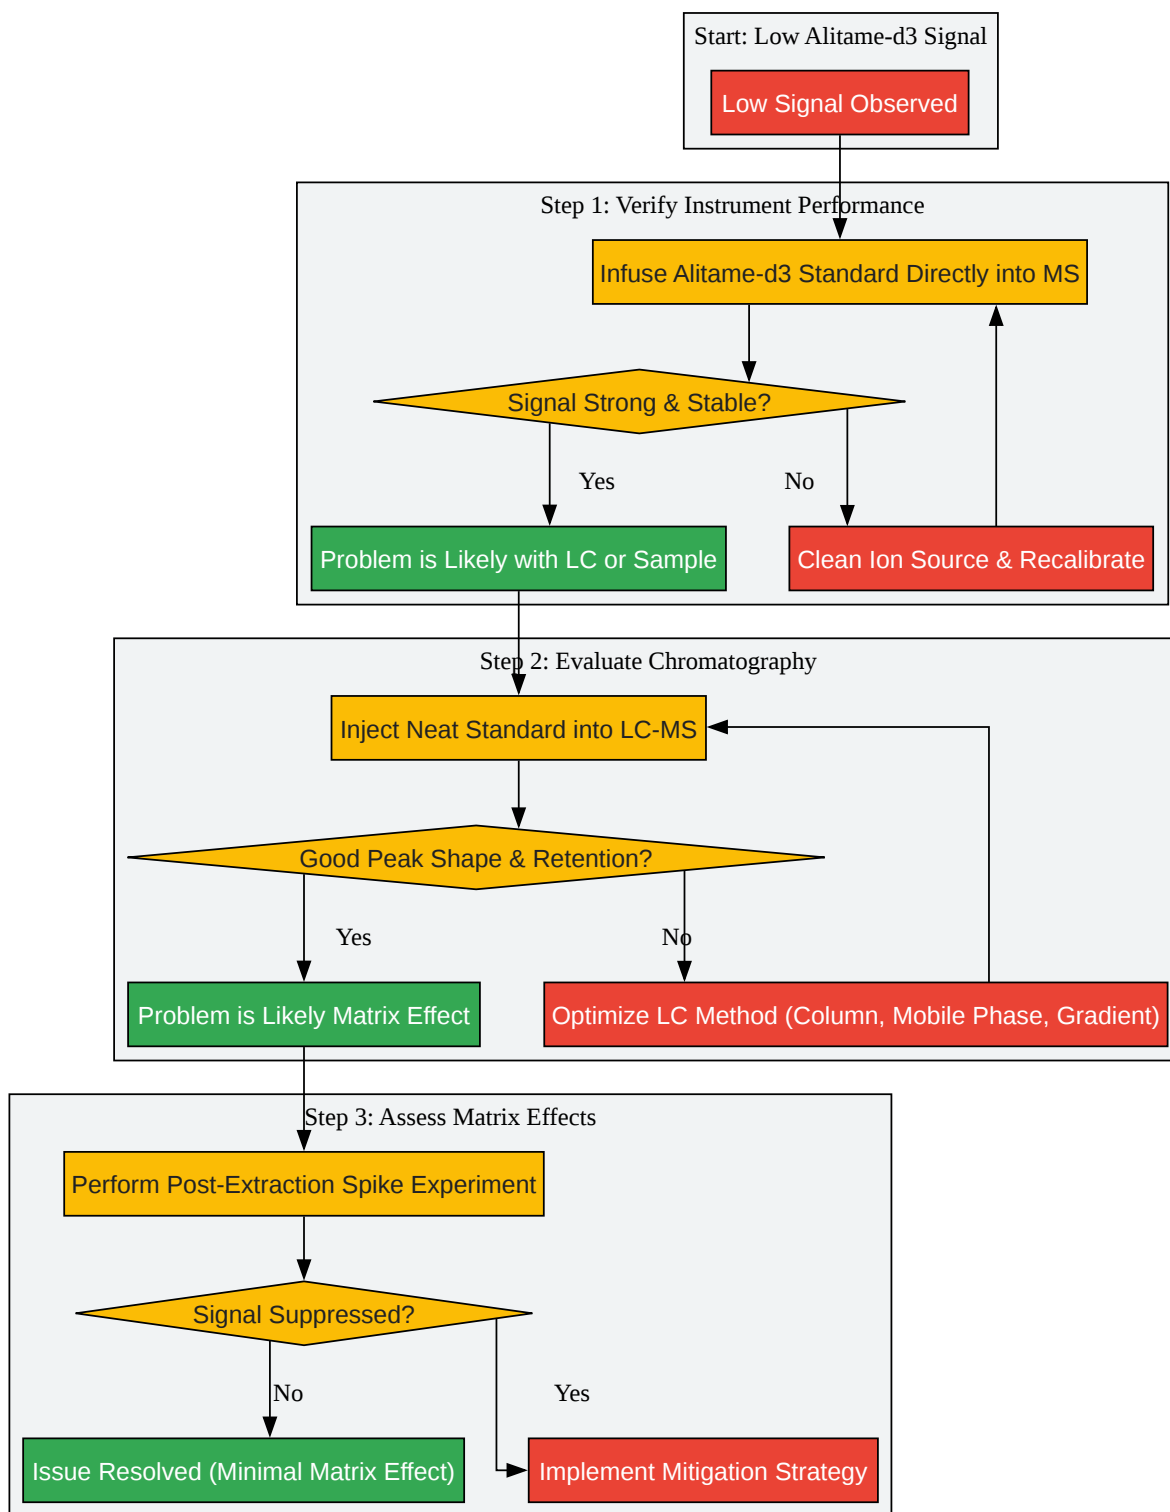 Start: Low Alitame-d3 Signal
Low Signal Observed
Step 1: Verify Instrument Performance
Infuse Alitame-d3 Standard Directly into MS
Signal Strong & Stable?
Yes
No
Problem is Likely with LC or Sample
Clean Ion Source & Recalibrate
Step 2: Evaluate Chromatography
Inject Neat Standard into LC-MS
Good Peak Shape & Retention?
Yes
No
Problem is Likely Matrix Effect
Optimize LC Method (Column, Mobile Phase, Gradient)
Step 3: Assess Matrix Effects
Perform Post-Extraction Spike Experiment
Signal Suppressed?
No
Yes
Issue Resolved (Minimal Matrix Effect)
Implement Mitigation Strategy